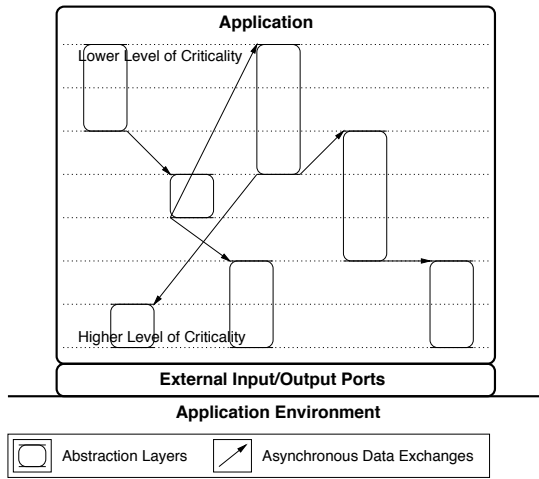 Application
Lower Level of Criticality
Higher Level of Criticality
External Input/Output Ports
Application Environment
Abstraction Layers
Asynchronous Data Exchanges